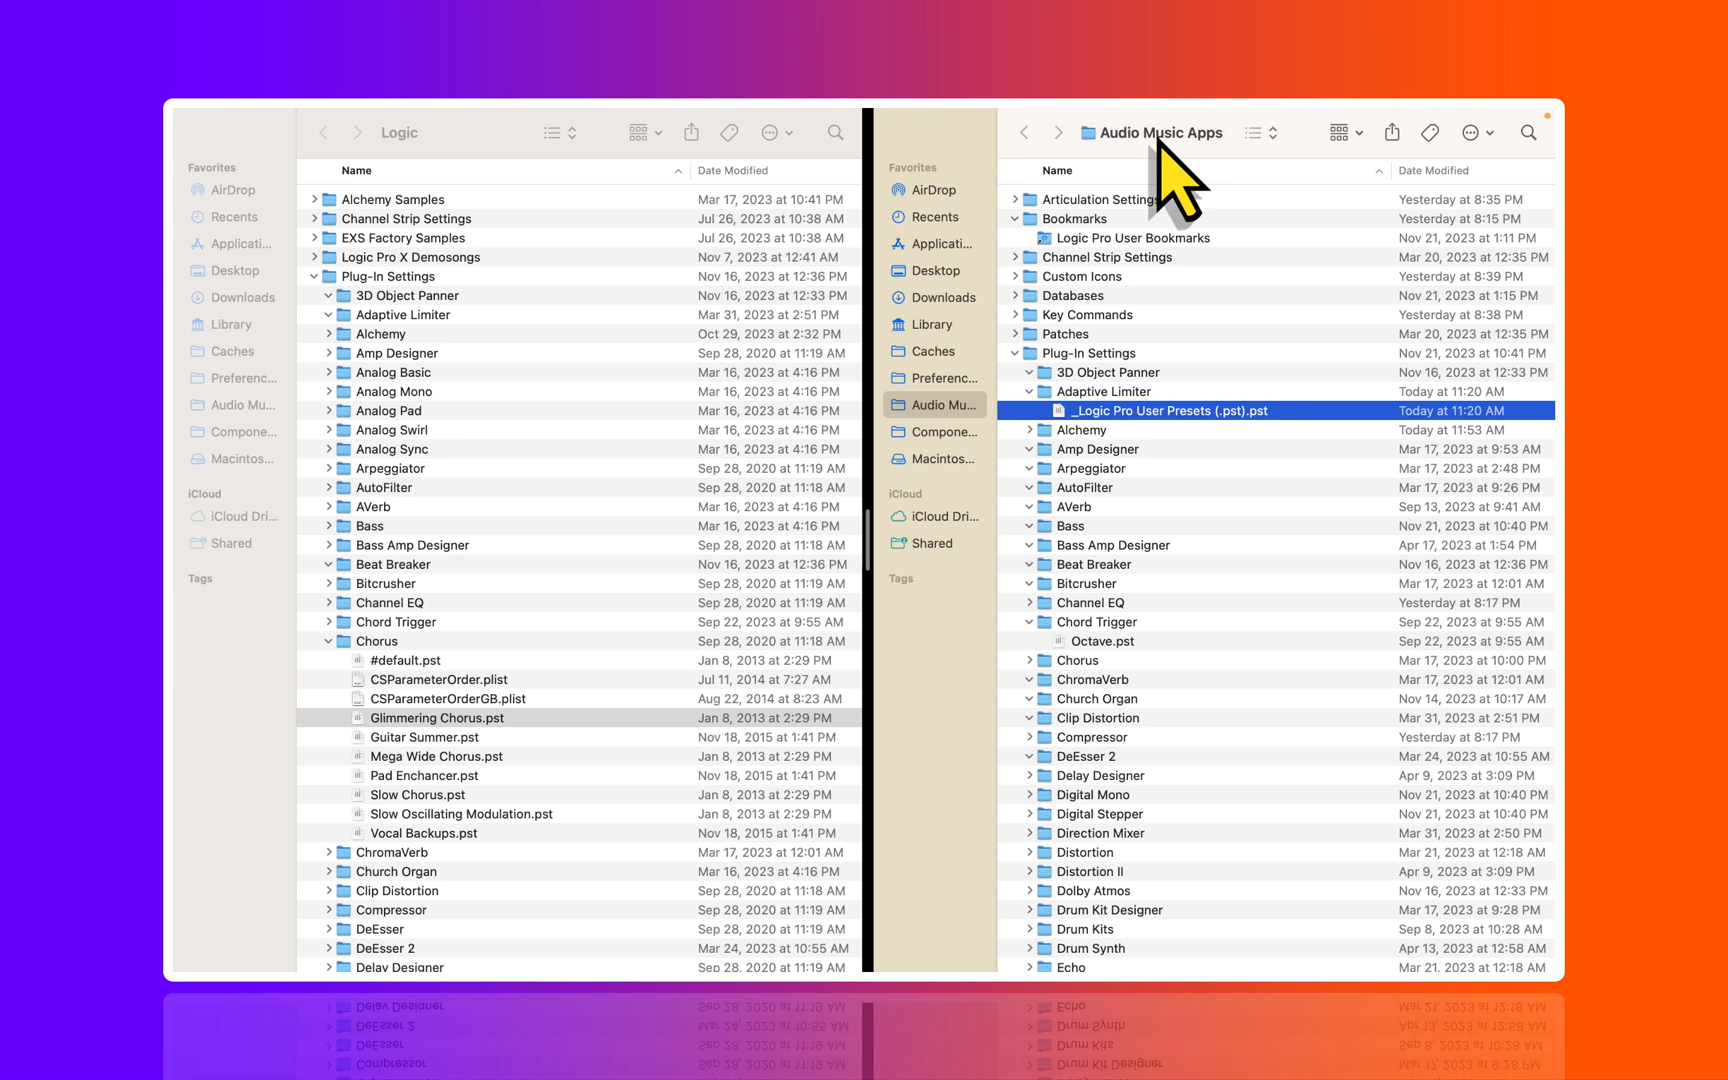 Logic
Favorites
AirDrop
Recents
Applicati...
Desktop
Downloads
Library
Caches
Preferenc...
Audio Mu...
Compone...
Macintos...
iCloud
iCloud Dri...
Shared
Tags
Name Date Modified
Alchemy Samples Mar 17, 2023 at 10:41 PM
Channel Strip Settings Jul 26, 2023 at 10:38 AM
EXS Factory Samples Jul 26, 2023 at 10:38 AM
Logic Pro X Demosongs Nov 7, 2023 at 12:41 AM
Plug-In Settings Nov 16, 2023 at 12:36 PM
3D Object Panner Nov 16, 2023 at 12:33 PM
Adaptive Limiter Mar 31, 2023 at 2:51 PM
Alchemy Oct 29, 2023 at 2:32 PM
Amp Designer Sep 28, 2020 at 11:19 AM
Analog Basic Mar 16, 2023 at 4:16 PM
Analog Mono Mar 16, 2023 at 4:16 PM
Analog Pad Mar 16, 2023 at 4:16 PM
Analog Swirl Mar 16, 2023 at 4:16 PM
Analog Sync Mar 16, 2023 at 4:16 PM
Arpeggiator Sep 28, 2020 at 11:19 AM
AutoFilter Sep 28, 2020 at 11:18 AM
AVerb Mar 16, 2023 at 4:16 PM
Bass Mar 16, 2023 at 4:16 PM
Bass Amp Designer Sep 28, 2020 at 11:18 AM
Beat Breaker Nov 16, 2023 at 12:36 PM
Bitcrusher Sep 28, 2020 at 11:19 AM
Channel EQ Sep 28, 2020 at 11:19 AM
Chord Trigger Sep 22, 2023 at 9:55 AM
Chorus Sep 28, 2020 at 11:18 AM
#default.pst Jan 8, 2013 at 2:29 PM
CSParameterOrder.plist Jul 11, 2014 at 7:27 AM
CSParameterOrderGB.plist Aug 22, 2014 at 8:23 AM
Glimmering Chorus.pst Jan 8, 2013 at 2:29 PM
Guitar Summer.pst Nov 18, 2015 at 1:41 PM
Mega Wide Chorus.pst Jan 8, 2013 at 2:29 PM
Pad Enchancer.pst Nov 18, 2015 at 1:41 PM
Slow Chorus.pst Jan 8, 2013 at 2:29 PM
Slow Oscillating Modulation.pst Jan 8, 2013 at 2:29 PM
Vocal Backups.pst Nov 18, 2015 at 1:41 PM
ChromaVerb Mar 17, 2023 at 12:01 AM
Church Organ Mar 16, 2023 at 4:16 PM
Clip Distortion Sep 28, 2020 at 11:18 AM
Compressor Sep 28, 2020 at 11:19 AM
DeEsser Sep 28, 2020 at 11:19 AM
DeEsser 2 Mar 24, 2023 at 10:55 AM
Delay Designer Sep 28, 2020 at 11:19 AM
Audio Music Apps
Favorites
AirDrop
Recents
Applicati...
Desktop
Downloads
Library
Caches
Preferenc...
Audio Mu...
Compone...
Macintos...
iCloud
iCloud Dri...
Shared
Tags
Name Date Modified
Articulation Settings Yesterday at 8:35 PM
Bookmarks Yesterday at 8:15 PM
Logic Pro User Bookmarks Nov 21, 2023 at 1:11 PM
Channel Strip Settings Mar 20, 2023 at 12:35 PM
Custom Icons Yesterday at 8:39 PM
Databases Nov 21, 2023 at 1:15 PM
Key Commands Yesterday at 8:38 PM
Patches Mar 20, 2023 at 12:35 PM
Plug-In Settings Nov 21, 2023 at 10:41 PM
3D Object Panner Nov 16, 2023 at 12:33 PM
Adaptive Limiter Today at 11:20 AM
_Logic Pro User Presets (.pst).pst Today at 11:20 AM
Alchemy Today at 11:53 AM
Amp Designer Mar 17, 2023 at 9:53 AM
Arpeggiator Mar 17, 2023 at 2:48 PM
AutoFilter Mar 17, 2023 at 9:26 PM
AVerb Sep 13, 2023 at 9:41 AM
Bass Nov 21, 2023 at 10:40 PM
Bass Amp Designer Apr 17, 2023 at 1:54 PM
Beat Breaker Nov 16, 2023 at 12:36 PM
Bitcrusher Mar 17, 2023 at 12:01 AM
Channel EQ Yesterday at 8:17 PM
Chord Trigger Sep 22, 2023 at 9:55 AM
Octave.pst Sep 22, 2023 at 9:55 AM
Chorus Mar 17, 2023 at 10:00 PM
ChromaVerb Mar 17, 2023 at 12:01 AM
Church Organ Nov 14, 2023 at 10:17 AM
Clip Distortion Mar 31, 2023 at 2:51 PM
Compressor Yesterday at 8:17 PM
DeEsser 2 Mar 24, 2023 at 10:55 AM
Delay Designer Apr 9, 2023 at 3:09 PM
Digital Mono Nov 21, 2023 at 10:40 PM
Digital Stepper Nov 21, 2023 at 10:40 PM
Direction Mixer Mar 31, 2023 at 2:50 PM
Distortion Mar 21, 2023 at 12:18 AM
Distortion II Apr 9, 2023 at 3:09 PM
Dolby Atmos Nov 16, 2023 at 12:33 PM
Drum Kit Designer Mar 17, 2023 at 9:28 PM
Drum Kits Sep 8, 2023 at 10:28 AM
Drum Synth Apr 13, 2023 at 12:58 AM
Echo Mar 21, 2023 at 12:18 AM